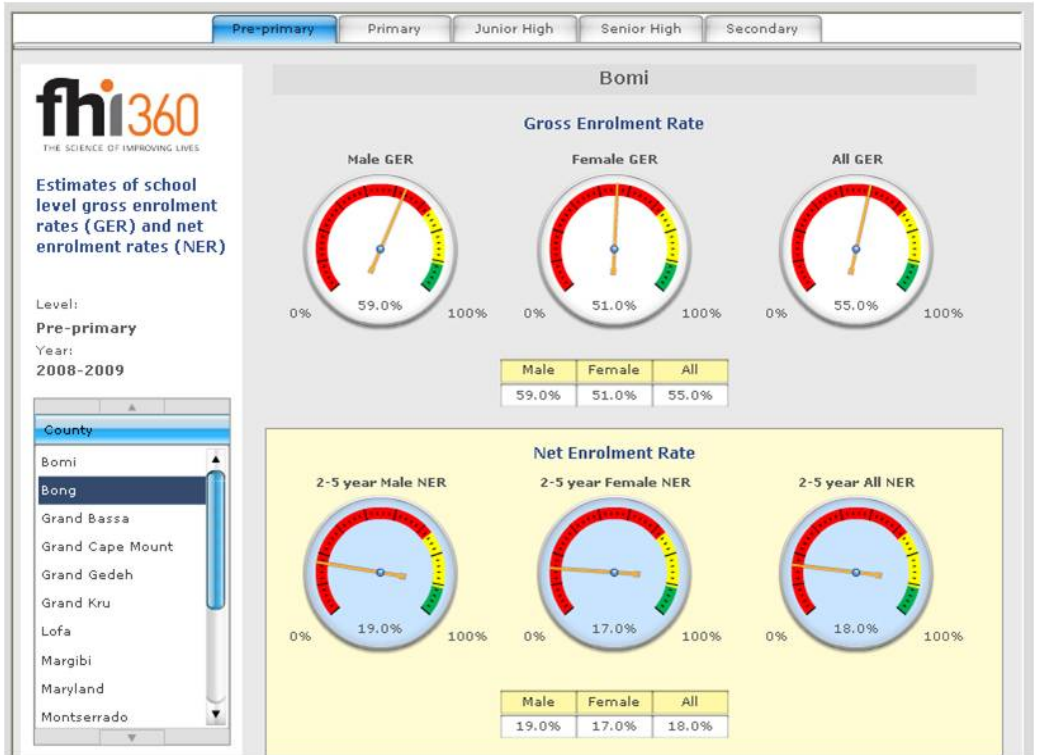 Pre-primary Primary Junior High Senior High Secondary
fhi360
THE SCIENCE OF IMPROVING LIVES
Estimates of school
level gross enrolment
rates (GER) and net
enrolment rates (NER)
Level:
Pre-primary
Year:
2008-2009
County
Bomi
Bong
Grand Bassa
Grand Cape Mount
Grand Gedeh
Grand Kru
Lofa
Margibi
Maryland
Montserrado
Bomi
Gross Enrolment Rate
Male GER Female GER All GER
59.0% 51.0% 55.0%
0% 100% 0% 100% 0% 100%
Male Female All
59.0% 51.0% 55.0%
Net Enrolment Rate
2-5 year Male NER 2-5 year Female NER 2-5 year All NER
19.0% 17.0% 18.0%
0% 100% 0% 100% 0% 100%
Male Female All
19.0% 17.0% 18.0%